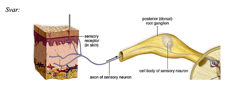 Svar:
posterior (dorsal)
root ganglion
sensory
receptor
(in skin)
cell body of sensory neuron
axon of sensory neuron